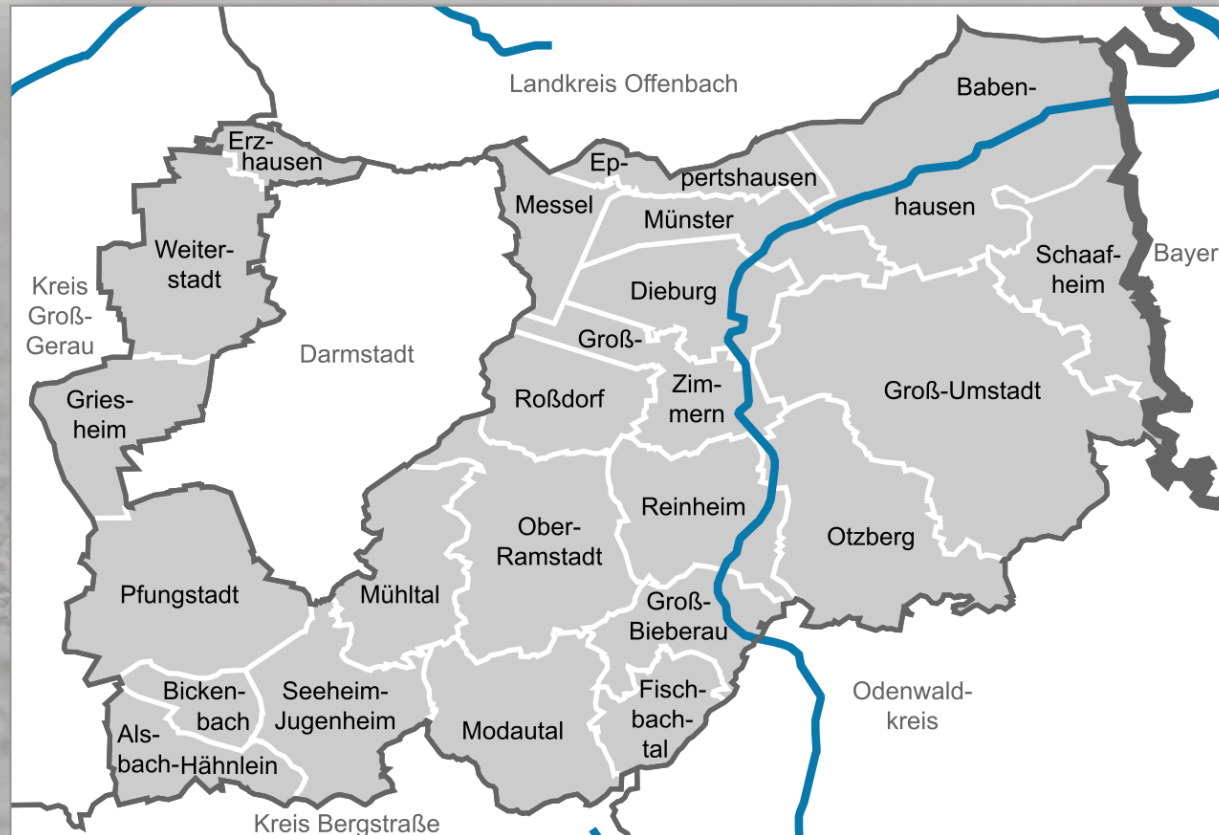 Landkreis Offenbach
Baben-
hausen
Erz-
hausen
Ep-
pertshausen
Messel
Münster
Weiter-
stadt
Schaaf-
heim
Bayer
Kreis
Groß-
Gerau
Dieburg
Groß-
Zim-
mern
Darmstadt
Roßdorf
Groß-Umstadt
Gries-
heim
Reinheim
Ober-
Ramstadt
Otzberg
Pfungstadt
Mühltal
Groß-
Bieberau
Bicken-
bach
Seeheim-
Jugenheim
Fisch-
bach-
tal
Odenwald-
kreis
Modautal
Als-
bach-Hähnlein
Kreis Bergstraße